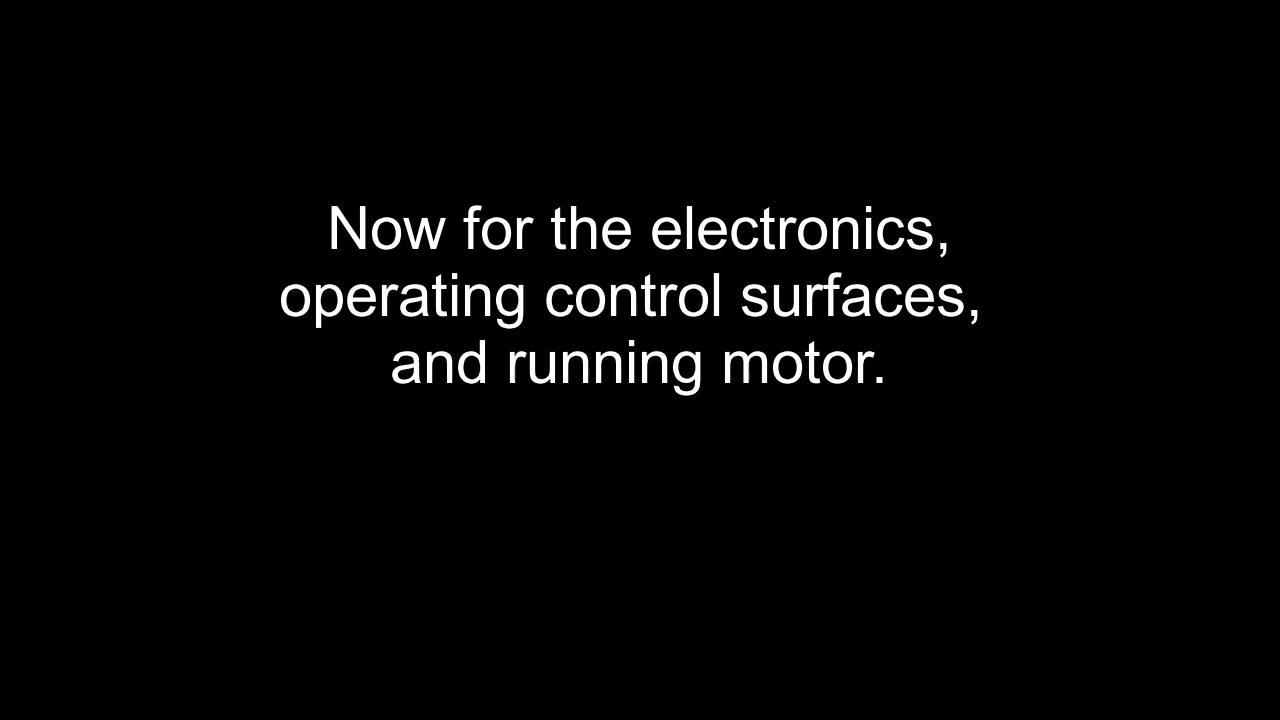 Now for the electronics,
operating control surfaces,
and running motor.